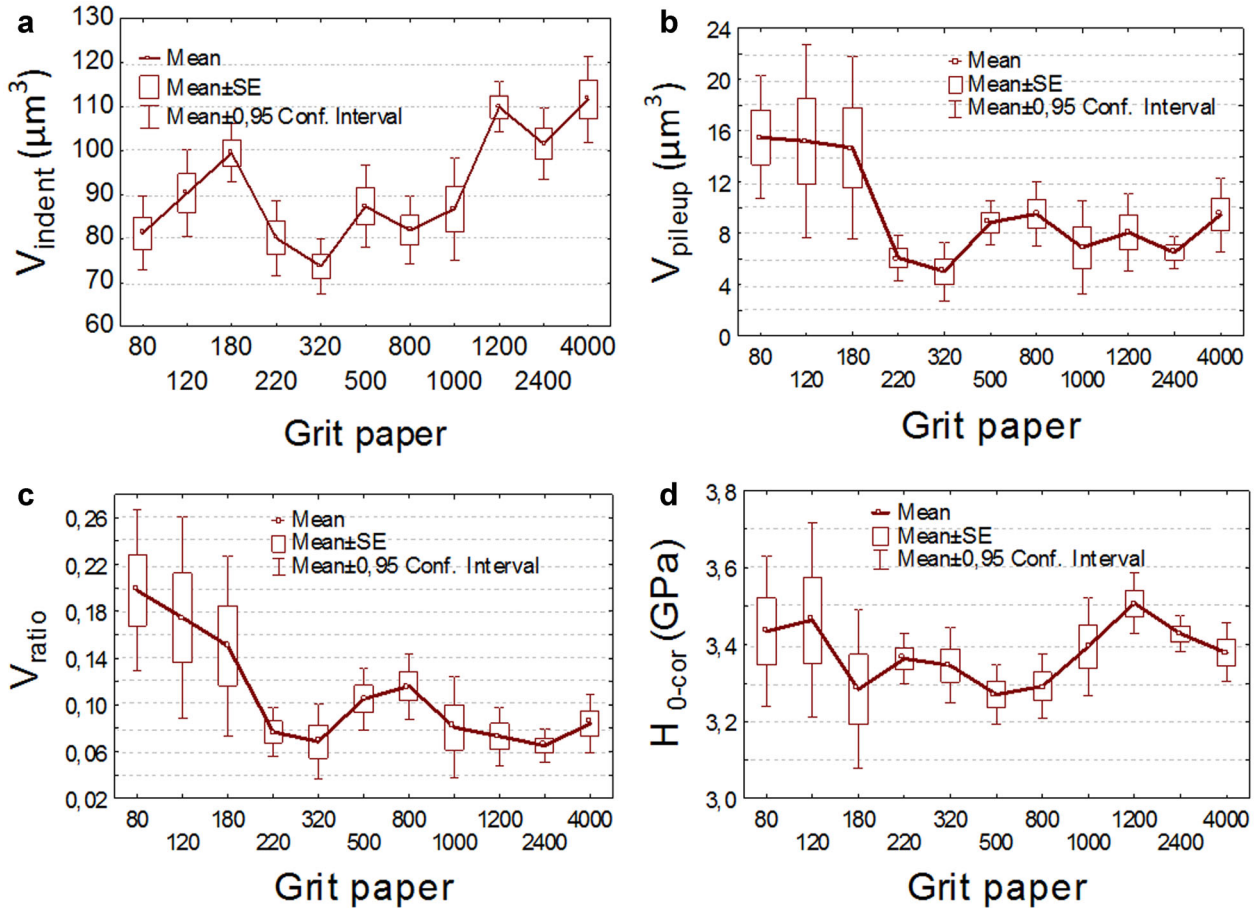 a
130
120
110
100
90
80
70
60
V indent (μm³)
Mean
Mean±SE
Mean±0,95 Conf. Interval
80 180 320 800 1200 4000
120 220 500 1000 2400
Grit paper
b
24
20
16
12
8
4
0
V pileup (μm³)
Mean
Mean±SE
Mean±0,95 Conf. Interval
80 180 320 800 1200 4000
120 220 500 1000 2400
Grit paper
c
0,26
0,22
0,18
0,14
0,10
0,06
0,02
V ratio
Mean
Mean±SE
Mean±0,95 Conf. Interval
80 180 320 800 1200 4000
120 220 500 1000 2400
Grit paper
d
3,8
3,6
3,4
3,2
3,0
H 0-cor (GPa)
Mean
Mean±SE
Mean±0,95 Conf. Interval
80 180 320 800 1200 4000
120 220 500 1000 2400
Grit paper